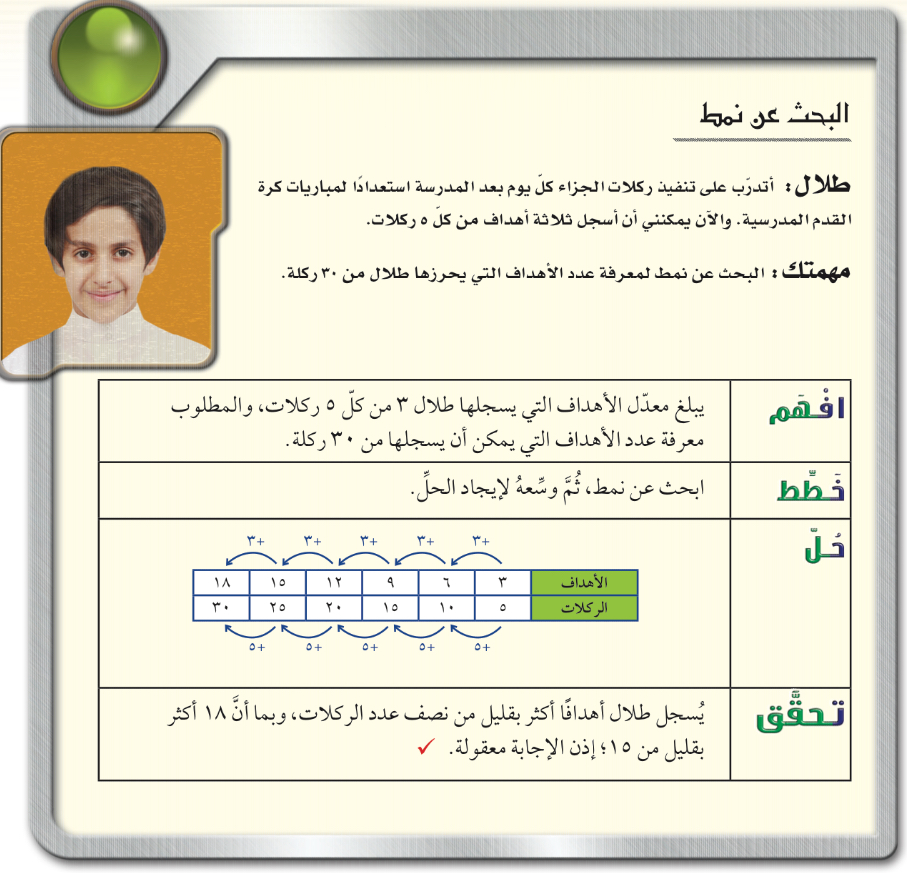 البحث عن نمط
طلال: أتدرّب على تنفيذ ركلات الجزاء كلّ يوم بعد المدرسة استعدادًا لمباريات كرة
القدم المدرسية. والآن يمكنني أن أسجل ثلاثة أهداف من كلّ ٥ ركلات.
مهمتك: البحث عن نمط لمعرفة عدد الأهداف التي يحرزها طلال من ٣٠ ركلة.
افْهَم
يبلغ معدّل الأهداف التي يسجلها طلال ٣ من كلّ ٥ ركلات، والمطلوب
معرفة عدد الأهداف التي يمكن أن يسجلها من ٣٠ ركلة.
خَطِّط
ابحث عن نمط، ثُمَّ وسِّعهُ لإيجاد الحلِّ.
حُلّ
+٣ +٣ +٣ +٣ +٣
الأهداف ٣ ٦ ٩ ١٢ ١٥ ١٨
الركلات ٥ ١٠ ١٥ ٢٠ ٢٥ ٣٠
+٥ +٥ +٥ +٥ +٥
تحقَّق
يُسجل طلال أهدافًا أكثر بقليل من نصف عدد الركلات، وبما أنَّ ١٨ أكثر
بقليل من ١٥؛ إذن الإجابة معقولة. ✓